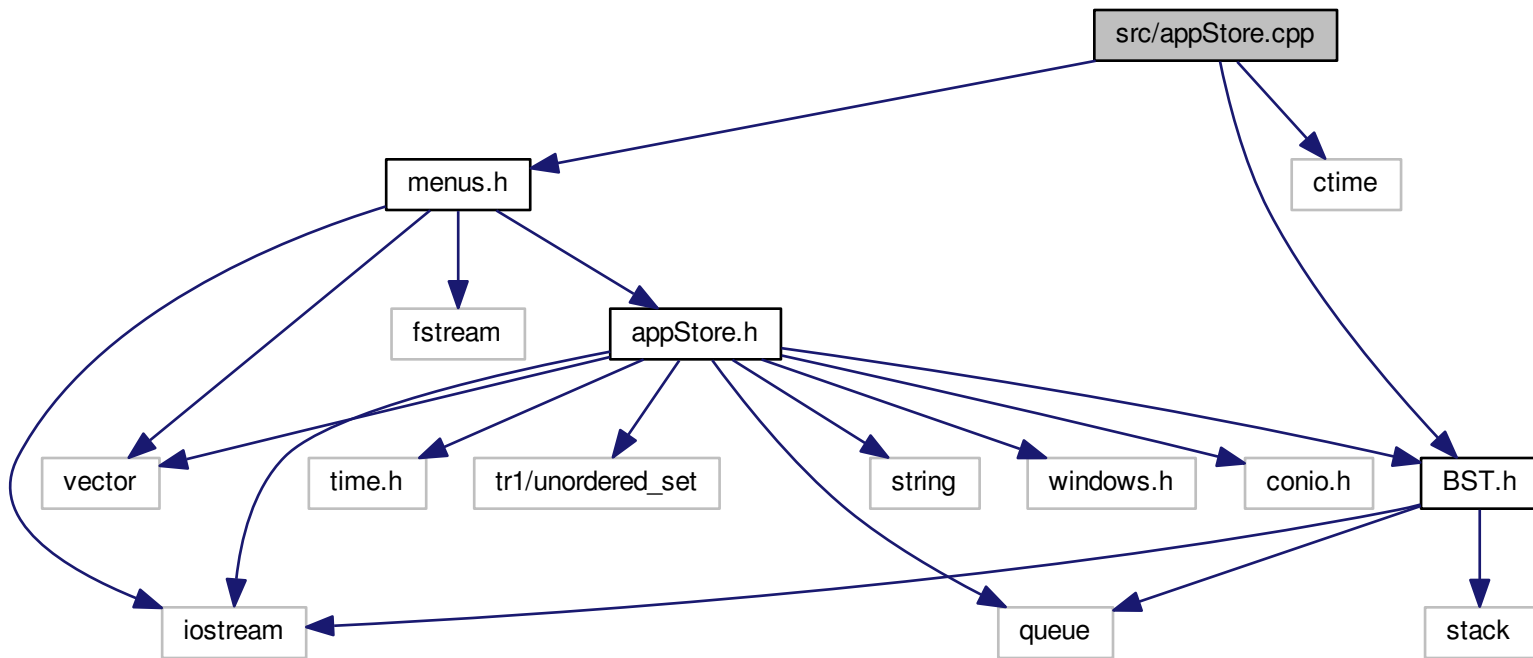 src/appStore.cpp
menus.h
ctime
fstream
appStore.h
vector
time.h
tr1/unordered_set
string
windows.h
conio.h
BST.h
iostream
queue
stack